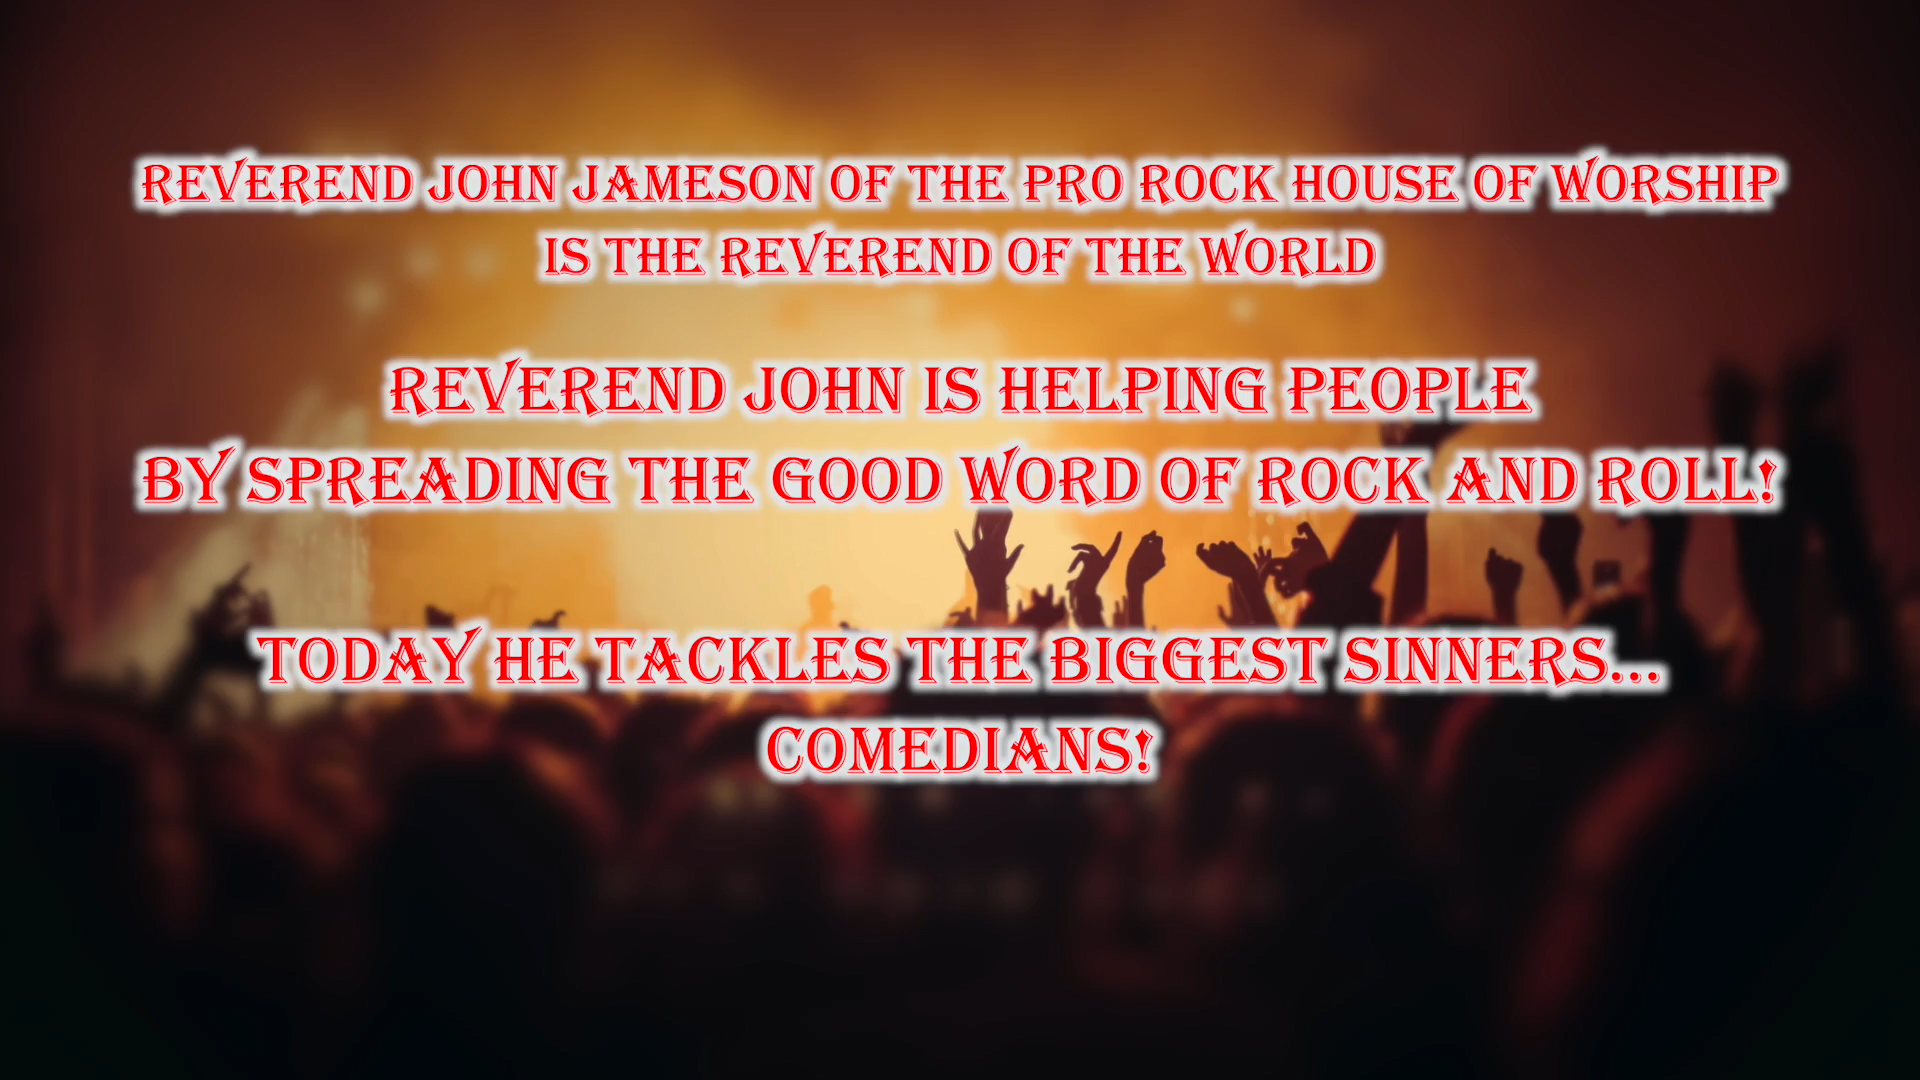 REVEREND JOHN JAMESON OF THE PRO ROCK HOUSE OF WORSHIP
IS THE REVEREND OF THE WORLD
REVEREND JOHN IS HELPING PEOPLE
BY SPREADING THE GOOD WORD OF ROCK AND ROLL!
TODAY HE TACKLES THE BIGGEST SINNERS...
COMEDIANS!